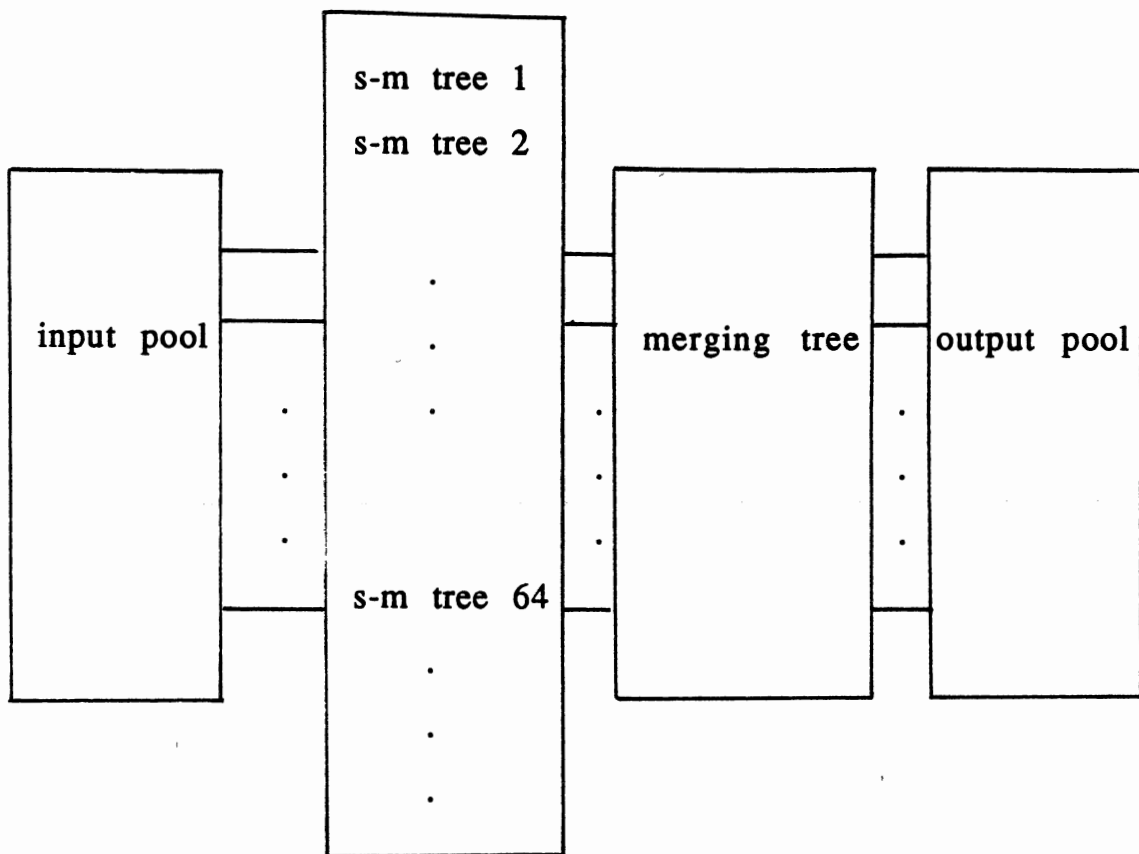 s-m tree 1
s-m tree 2
input pool
merging tree
output pool
s-m tree 64